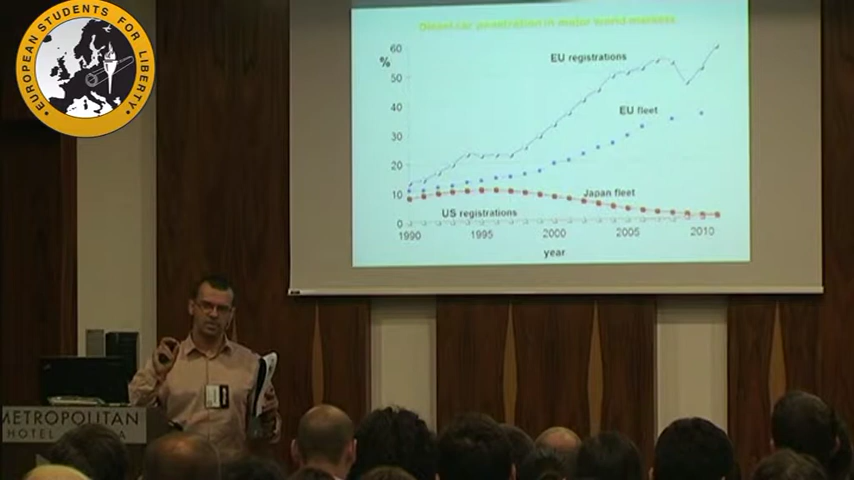 EUROPEAN STUDENTS FOR LIBERTY
Diesel car penetration in major world markets
60
%
EU registrations
50
40
EU fleet
30
20
Japan fleet
10
US registrations
0
1990
1995
2000
2005
2010
year
METROPOLITAN
HOTEL